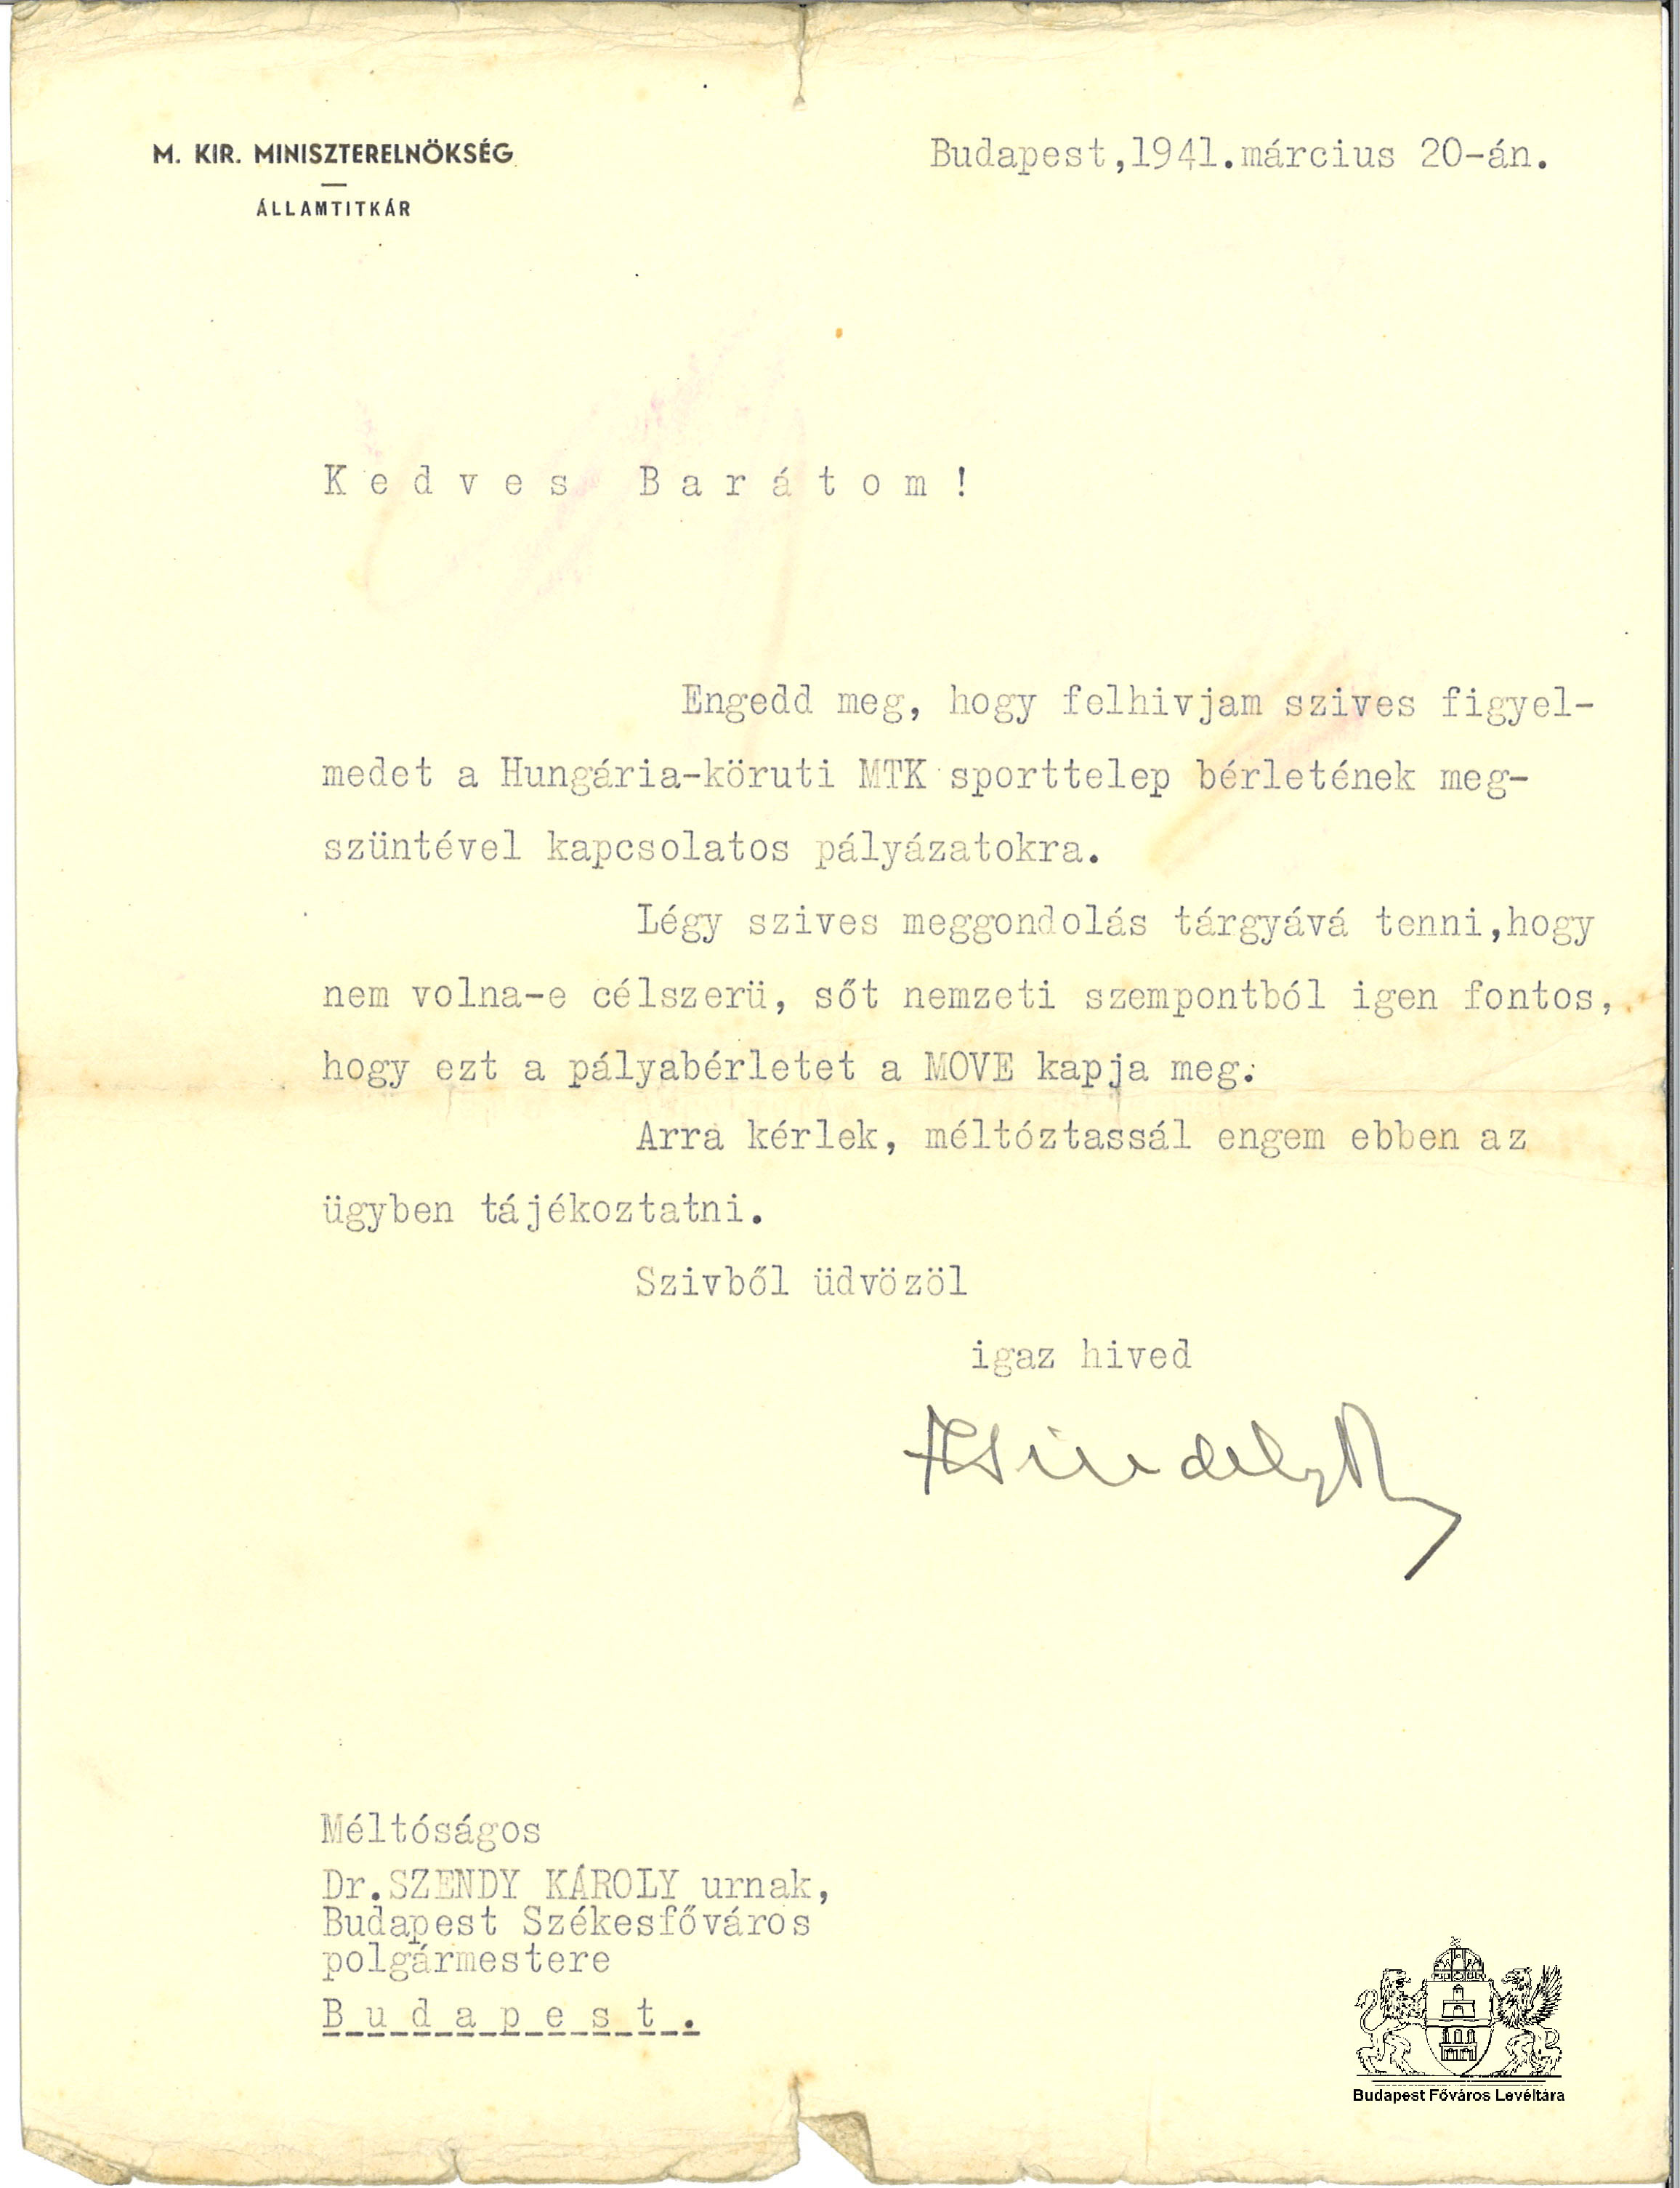 M. KIR. MINISZTERELNÖKSÉG
ÁLLAMTITKÁR
Budapest,1941.március 20-án.
Kedves Barátom!
Engedd meg, hogy felhivjam szives figyel-
medet a Hungária-köruti MTK sporttelep bérletének meg-
szüntével kapcsolatos pályázatokra.
Légy szives meggondolás tárgyává tenni,hogy
nem volna-e célszerü, sőt nemzeti szempontból igen fontos,
hogy ezt a pályabérletet a MOVE kapja meg.
Arra kérlek, méltóztassál engem ebben az
ügyben tájékoztatni.
Szivből üdvözöl
igaz hived
Méltóságos
Dr.SZENDY KÁROLY urnak,
Budapest Székesfőváros
polgármestere
Budapest.
Budapest Főváros Levéltára